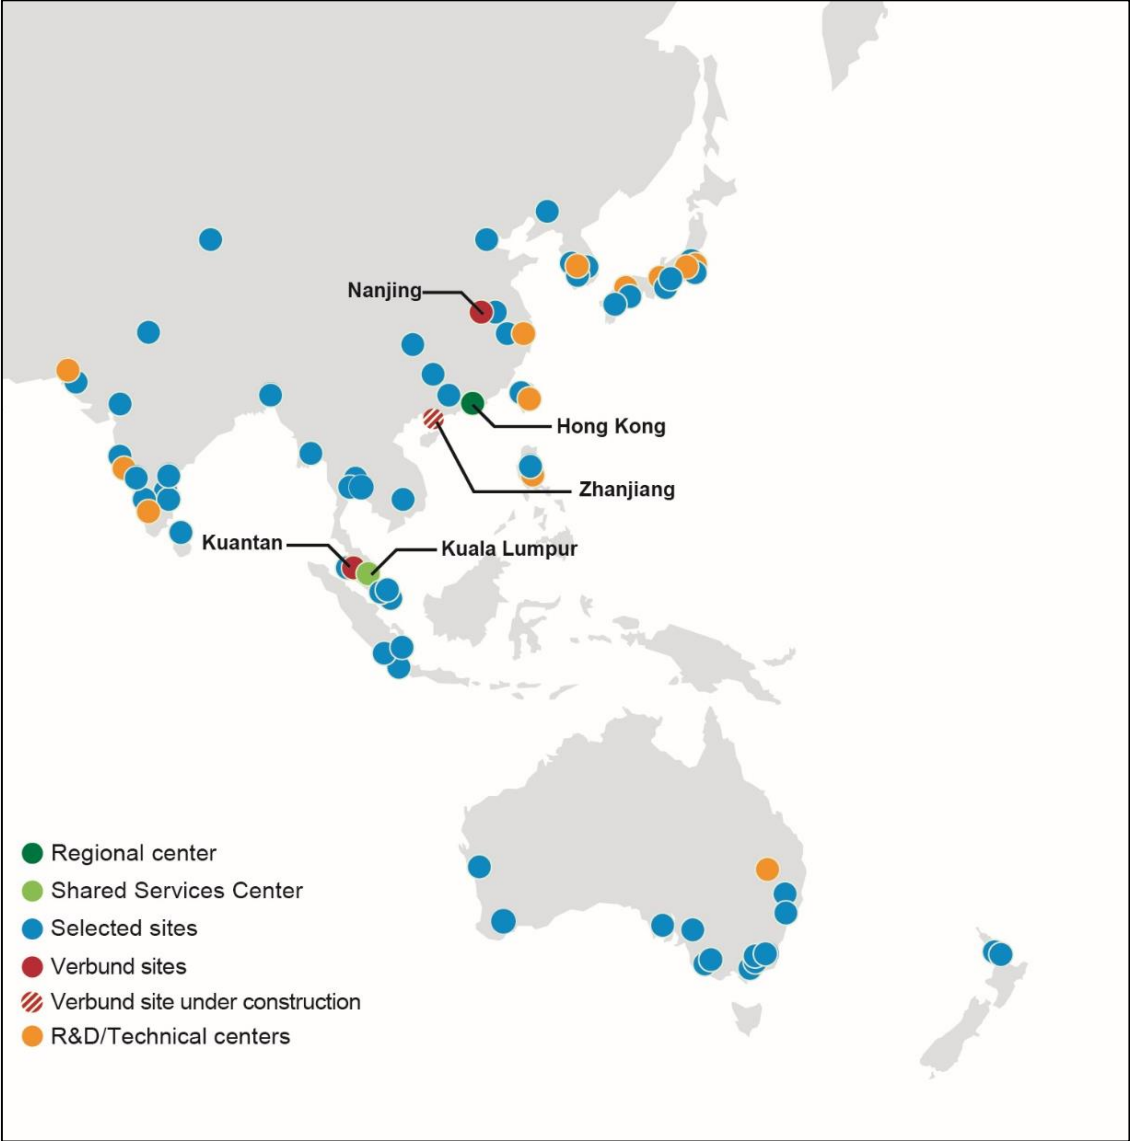 Nanjing
Hong Kong
Zhanjiang
Kuantan
Kuala Lumpur
Regional center
Shared Services Center
Selected sites
Verbund sites
Verbund site under construction
R&D/Technical centers